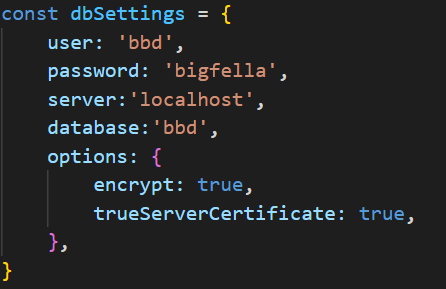 const dbSettings = {
    user: 'bbd',
    password: 'bigfella',
    server:'localhost',
    database:'bbd',
    options: {
        encrypt: true,
        trueServerCertificate: true,
    },
}